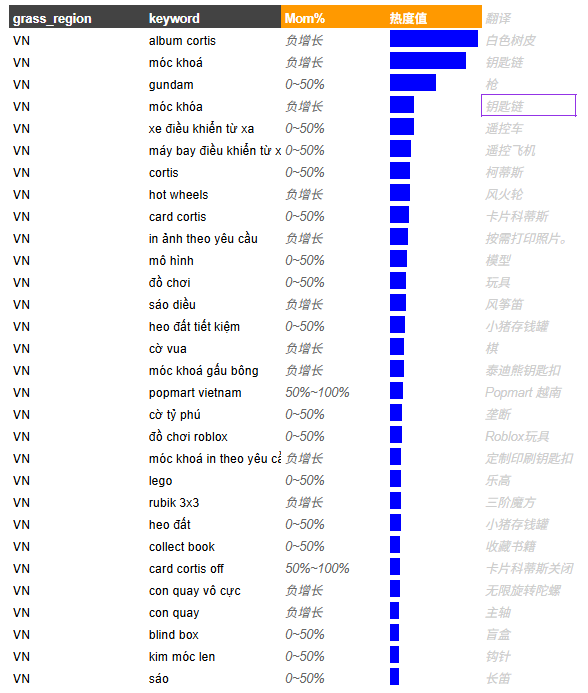 grass_region keyword Mom% 热度值 翻译
VN album cortis 负增长 白色树皮
VN móc khoá 负增长 钥匙链
VN gundam 0~50% 枪
VN móc khóa 负增长 钥匙链
VN xe điều khiển từ xa 0~50% 遥控车
VN máy bay điều khiển từ x 0~50% 遥控飞机
VN cortis 0~50% 柯蒂斯
VN hot wheels 负增长 风火轮
VN card cortis 0~50% 卡片科蒂斯
VN in ảnh theo yêu cầu 负增长 按需打印照片。
VN mô hình 0~50% 模型
VN đồ chơi 0~50% 玩具
VN sáo diều 负增长 风筝笛
VN heo đất tiết kiệm 0~50% 小猪存钱罐
VN cờ vua 负增长 棋
VN móc khoá gấu bông 负增长 泰迪熊钥匙扣
VN popmart vietnam 50%~100% Popmart 越南
VN cờ tỷ phú 0~50% 垄断
VN đồ chơi roblox 0~50% Roblox玩具
VN móc khoá in theo yêu cầ 负增长 定制印刷钥匙扣
VN lego 0~50% 乐高
VN rubik 3x3 负增长 三阶魔方
VN heo đất 0~50% 小猪存钱罐
VN collect book 0~50% 收藏书籍
VN card cortis off 50%~100% 卡片科蒂斯关闭
VN con quay vô cực 负增长 无限旋转陀螺
VN con quay 负增长 主轴
VN blind box 0~50% 盲盒
VN kim móc len 0~50% 钩针
VN sáo 0~50% 长笛